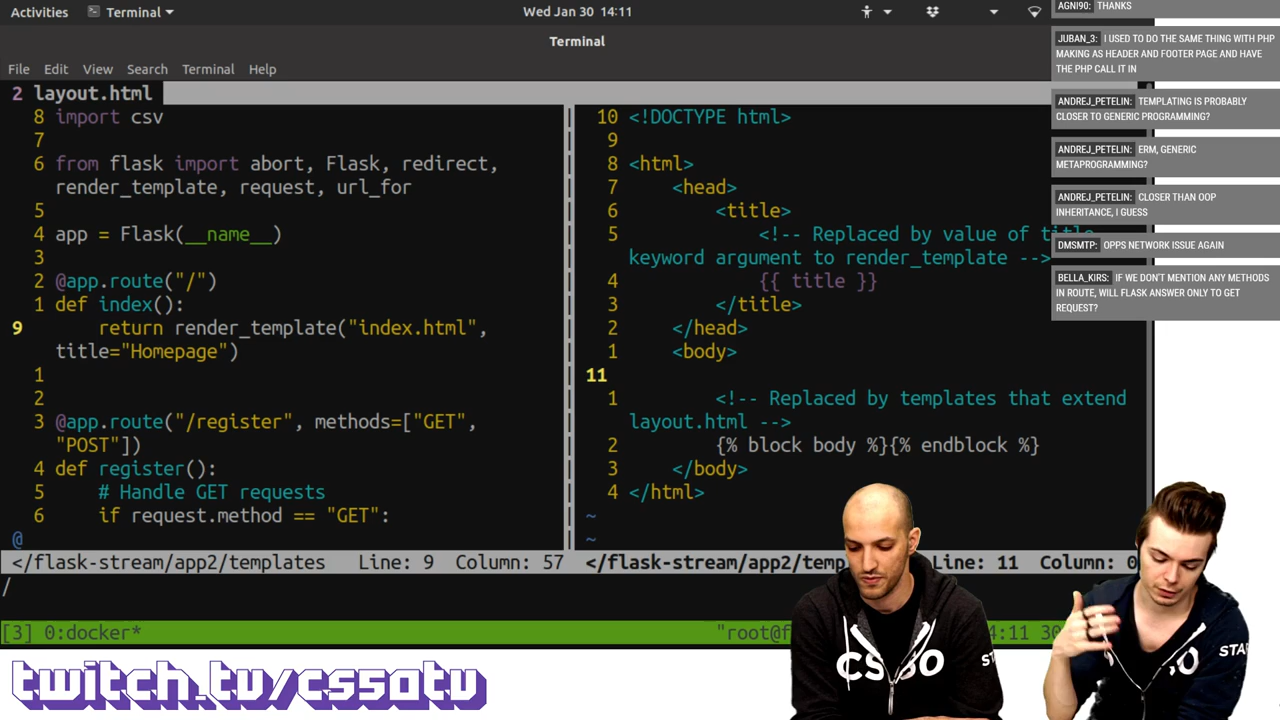 Activities
Terminal
Wed Jan 30 14:11
Terminal
File Edit View Search Terminal Help
2 layout.html
8 import csv
7
6 from flask import abort, Flask, redirect,
render_template, request, url_for
5
4 app = Flask(__name__)
3
2 @app.route("/")
1 def index():
9 return render_template("index.html",
title="Homepage")
1
2
3 @app.route("/register", methods=["GET",
"POST"])
4 def register():
5 # Handle GET requests
6 if request.method == "GET":
@
</flask-stream/app2/templates Line: 9 Column: 57
10 <!DOCTYPE html>
9
8 <html>
7 <head>
6 <title>
5 <!-- Replaced by value of title
keyword argument to render_template -->
4 {{ title }}
3 </title>
2 </head>
1 <body>
11
1 <!-- Replaced by templates that extend
layout.html -->
2 {% block body %}{% endblock %}
3 </body>
4 </html>
~
~
</flask-stream/app2/temp Line: 11 Column: 0
/
[3] 0:docker*
"root@f 4:11 30
AGNI90: THANKS
JUBAN_3: I USED TO DO THE SAME THING WITH PHP
MAKING AS HEADER AND FOOTER PAGE AND HAVE
THE PHP CALL IT IN
ANDREJ_PETELIN: TEMPLATING IS PROBABLY
CLOSER TO GENERIC PROGRAMMING?
ANDREJ_PETELIN: ERM, GENERIC
METAPROGRAMMING?
ANDREJ_PETELIN: CLOSER THAN OOP
INHERITANCE, I GUESS
DMSMTP: OPPS NETWORK ISSUE AGAIN
BELLA_KIRS: IF WE DON'T MENTION ANY METHODS
IN ROUTE, WILL FLASK ANSWER ONLY TO GET
REQUEST?
twitch.tv/cs50tv